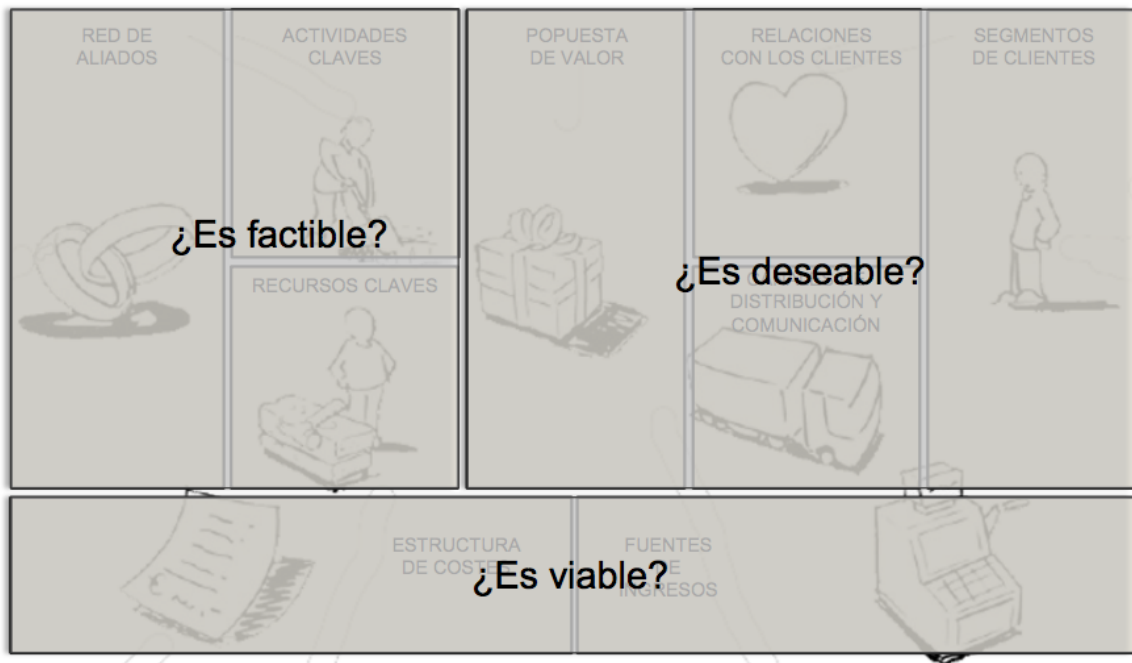 RED DE
ALIADOS
ACTIVIDADES
CLAVES
POPUESTA
DE VALOR
RELACIONES
CON LOS CLIENTES
SEGMENTOS
DE CLIENTES
¿Es factible?
RECURSOS CLAVES
¿Es deseable?
DISTRIBUCIÓN Y
COMUNICACIÓN
ESTRUCTURA
DE COSTES
FUENTES
DE
INGRESOS
¿Es viable?